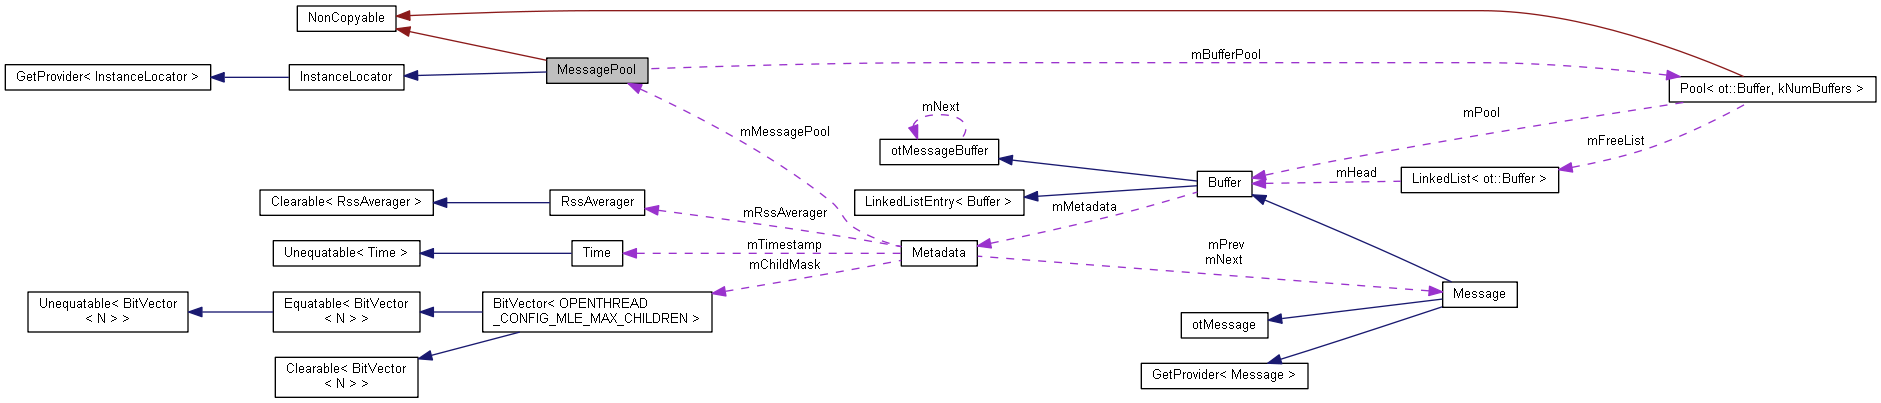 NonCopyable
mBufferPool
MessagePool
GetProvider< InstanceLocator >
InstanceLocator
Pool< ot::Buffer, kNumBuffers >
mNext
mPool
mMessagePool
mFreeList
otMessageBuffer
mHead
LinkedList< ot::Buffer >
Buffer
Clearable< RssAverager >
RssAverager
LinkedListEntry< Buffer >
mMetadata
mRssAverager
mTimestamp
mPrev
mNext
Unequatable< Time >
Time
Metadata
mChildMask
Message
Unequatable< BitVector
< N > >
Equatable< BitVector
< N > >
BitVector< OPENTHREAD
_CONFIG_MLE_MAX_CHILDREN >
otMessage
Clearable< BitVector
< N > >
GetProvider< Message >